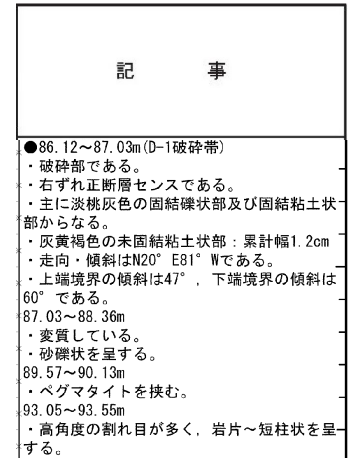 記 事
●86.12～87.03m(D-1破砕帯)
・破砕部である。
・右ずれ正断層センスである。
・主に淡桃灰色の固結礫状部及び固結粘土状
部からなる。
・灰黄褐色の未固結粘土状部：累計幅1.2cm
・走向・傾斜はN20°E81°Wである。
・上端境界の傾斜は47°，下端境界の傾斜は
60°である。
87.03～88.36m
・変質している。
・砂礫状を呈する。
89.57～90.13m
・ペグマタイトを挟む。
93.05～93.55m
・高角度の割れ目が多く，岩片～短柱状を呈
する。